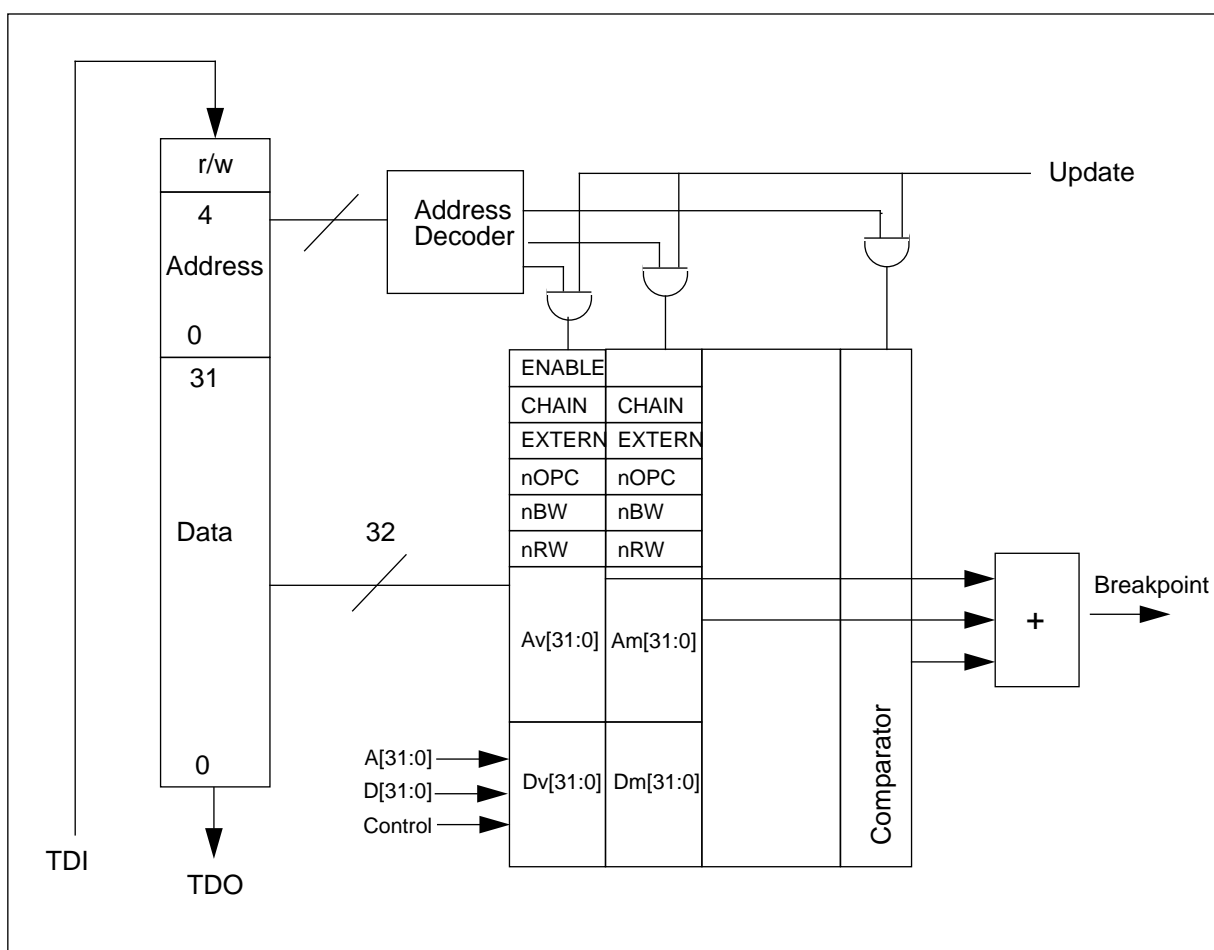 r/w
4
Address
0
31
Data
0
TDI
TDO
Address
Decoder
Update
32
ENABLE
CHAIN
CHAIN
EXTERN
EXTERN
nOPC
nOPC
nBW
nBW
nRW
nRW
Av[31:0]
Am[31:0]
Dv[31:0]
Dm[31:0]
A[31:0]
D[31:0]
Control
Comparator
+
Breakpoint